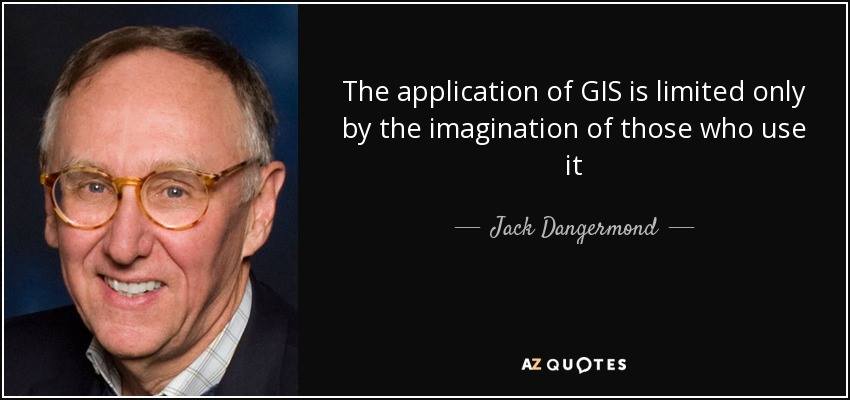 The application of GIS is limited only
by the imagination of those who use
it
Jack Dangermond
AZ QUOTES